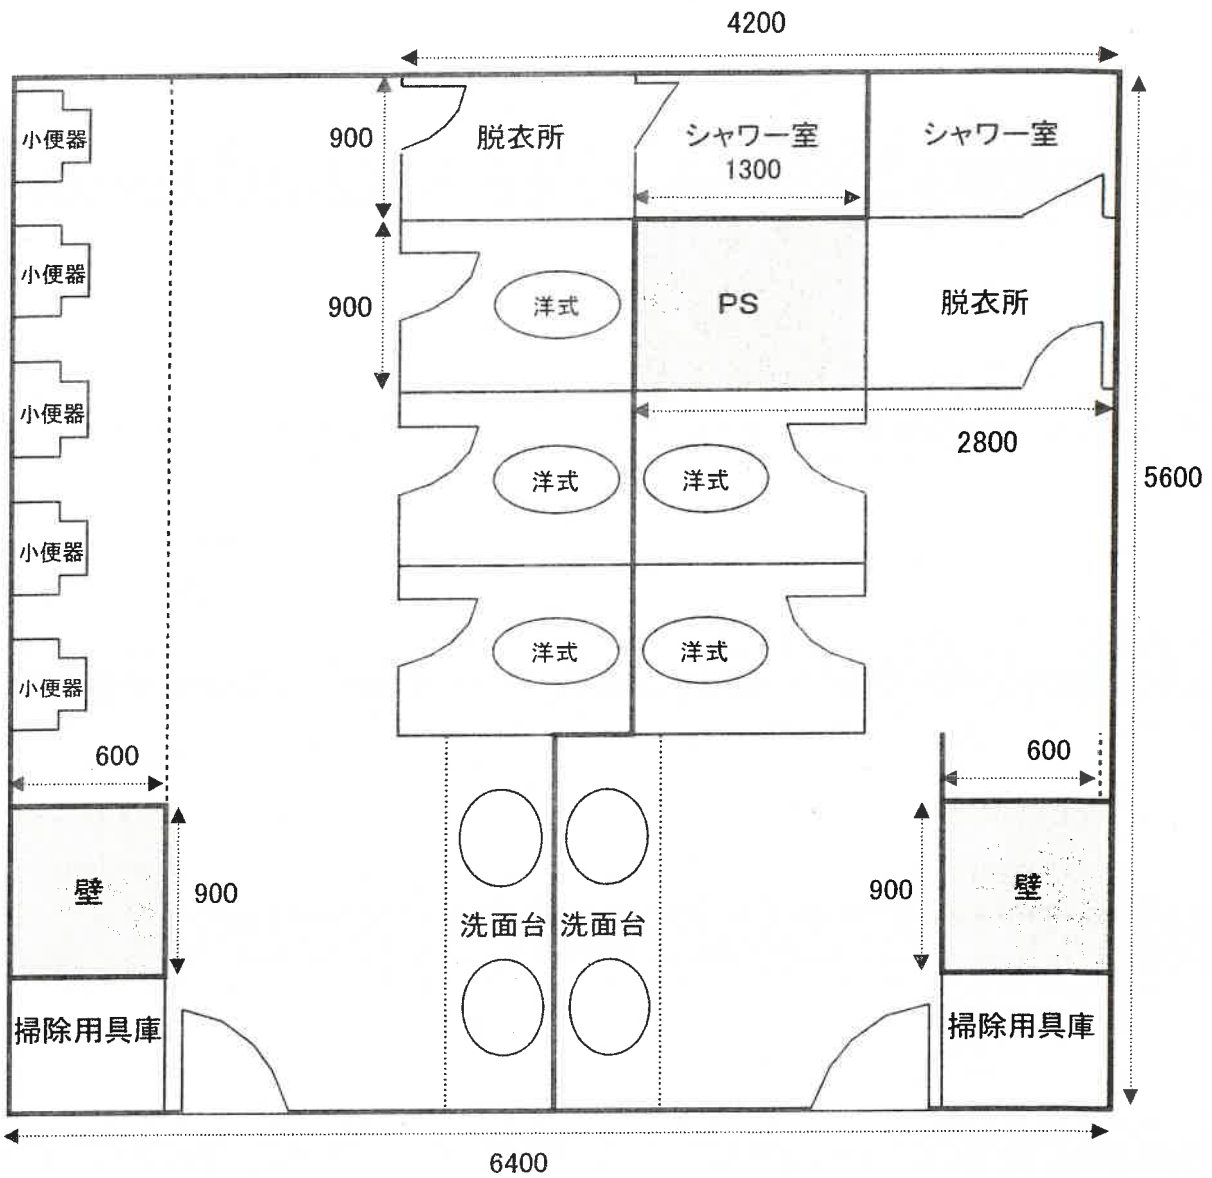 4200
小便器
900
脱衣所
シャワー室
シャワー室
1300
小便器
900
洋式
PS
脱衣所
小便器
2800
洋式
洋式
5600
小便器
洋式
洋式
小便器
600
600
壁
900
900
壁
洗面台
洗面台
掃除用具庫
掃除用具庫
6400